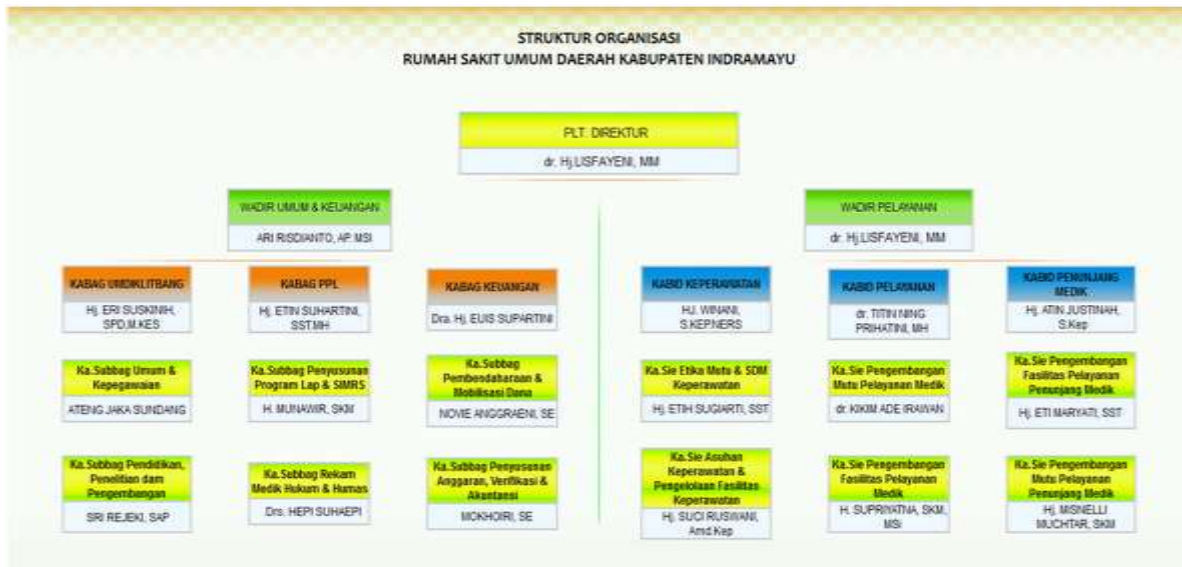 STRUKTUR ORGANISASI
RUMAH SAKIT UMUM DAERAH KABUPATEN INDRAMAYU
PLT. DIREKTUR
dr. Hj.LISFAYENI, MM
WADIR UMUM & KEUANGAN
ARI RISDIANTO, AP. MSI
WADIR PELAYANAN
dr. Hj.LISFAYENI, MM
KABAG UMDIKLITBANG
Hj. ERI SUSKINIH,
SPD,M.KES
KABAG PPL
Hj. ETIN SUHARTINI,
SST.MH
KABAG KEUANGAN
Dra. Hj. EUIS SUPARTINI
KABID KEPERAWATAN
HJ. WINANI,
S.KEP.NERS
KABID PELAYANAN
dr. TITIN NING
PRIHATINI, MH
KABID PENUNJANG
MEDIK
Hj. ATIN JUSTINAH,
S.Kep
Ka.Subbag Umum &
Kepegawaian
ATENG JAKA SUNDANG
Ka.Subbag Penyusunan
Program Lap & SIMRS
H. MUNAWIR, SKM
Ka.Subbag
Pembendaharaan &
Mobilisasi Dana
NOVIE ANGGRAENI, SE
Ka.Sie Etika Mutu & SDM
Keperawatan
Hj. ETIH SUGIARTI, SST
Ka.Sie Pengembangan
Mutu Pelayanan Medik
dr. KIKIM ADE IRAWAN
Ka.Sie Pengembangan
Fasilitas Pelayanan
Penunjang Medik
Hj. ETI MARYATI, SST
Ka.Subbag Pendidikan,
Penelitian dam
Pengembangan
SRI REJEKI, SAP
Ka.Subbag Rekam
Medik Hukum & Humas
Drs. HEPI SUHAEPI
Ka.Subbag Penyusunan
Anggaran, Verifikasi &
Akuntansi
MOKHOIRI, SE
Ka.Sie Asuhan
Keperawatan &
Pengelolaan Fasilitas
Keperawatan
Hj. SUCI RUSWANI,
Amd.Kep
Ka.Sie Pengembangan
Fasilitas Pelayanan
Medik
H. SUPRIYATNA, SKM,
MSi
Ka.Sie Pengembangan
Mutu Pelayanan
Penunjang Medik
Hj. MISNELLI
MUCHTAR, SKM